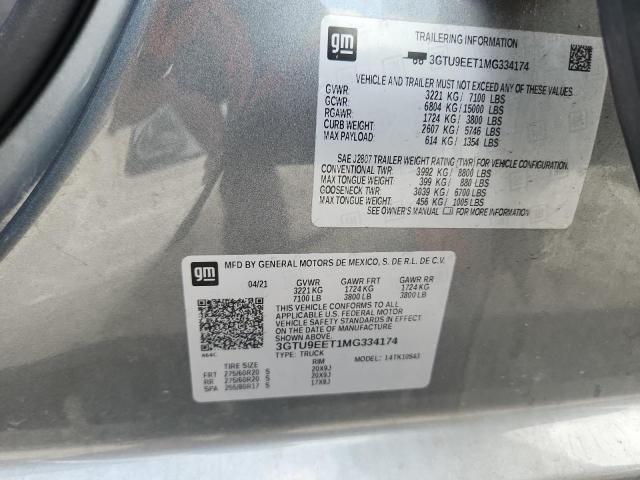 gm
TRAILERING INFORMATION
3GTU9EET1MG334174
VEHICLE AND TRAILER MUST NOT EXCEED ANY OF THESE VALUES.
GVWR: 3221 KG / 7100 LBS
GCWR: 6804 KG / 15000 LBS
RGAWR: 1724 KG / 3800 LBS
CURB WEIGHT: 2607 KG / 5746 LBS
MAX PAYLOAD: 614 KG / 1354 LBS
SAE J2807 TRAILER WEIGHT RATING (TWR) FOR VEHICLE CONFIGURATION.
CONVENTIONAL TWR: 3992 KG / 8800 LBS
MAX TONGUE WEIGHT: 399 KG / 880 LBS
GOOSENECK TWR: 3039 KG / 6700 LBS
MAX TONGUE WEIGHT: 456 KG / 1005 LBS
SEE OWNER'S MANUAL FOR MORE INFORMATION
gm
MFD BY GENERAL MOTORS DE MEXICO, S. DE R.L. DE C.V.
04/21 GVWR GAWR FRT GAWR RR
3221 KG 1724 KG 1724 KG
7100 LB 3800 LB 3800 LB
THIS VEHICLE CONFORMS TO ALL
APPLICABLE U.S. FEDERAL MOTOR
VEHICLE SAFETY STANDARDS IN EFFECT
ON THE DATE OF MANUFACTURE
SHOWN ABOVE.
3GTU9EET1MG334174
TYPE: TRUCK MODEL: 14TK10543
A64C
TIRE SIZE RIM
FRT 275/60R20 S 20X9J
RR 275/60R20 S 20X9J
SPA 255/80R17 S 17X8J